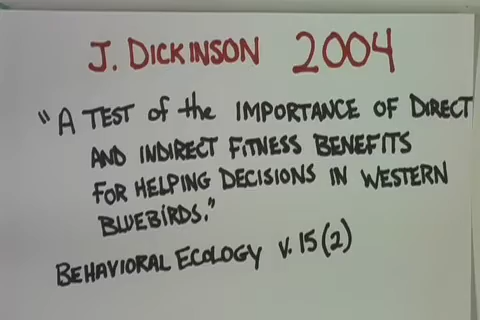 J. DICKINSON 2004
"A TEST of the IMPORTANCE OF DIRECT
AND INDIRECT FITNESS BENEFITS
FOR HELPING DECISIONS IN WESTERN
BLUEBIRDS."
BEHAVIORAL ECOLOGY V. 15 (2)